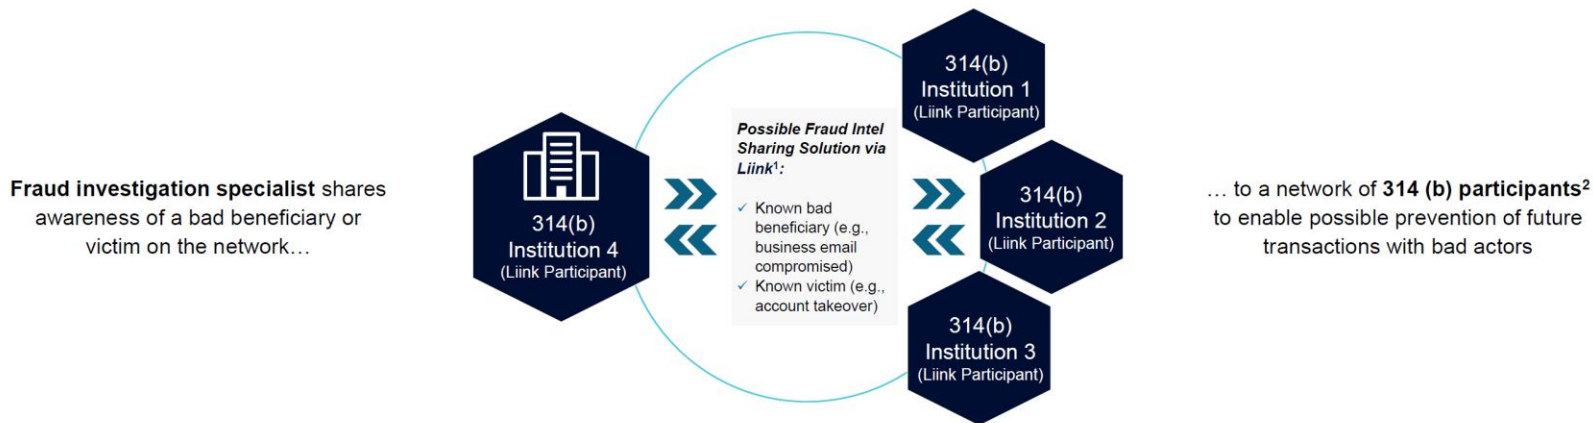 Fraud investigation specialist shares
awareness of a bad beneficiary or
victim on the network…
314(b)
Institution 4
(Liink Participant)
Possible Fraud Intel
Sharing Solution via
Liink¹:
✓ Known bad
beneficiary (e.g.,
business email
compromised)
✓ Known victim (e.g.,
account takeover)
314(b)
Institution 1
(Liink Participant)
314(b)
Institution 2
(Liink Participant)
314(b)
Institution 3
(Liink Participant)
… to a network of 314 (b) participants²
to enable possible prevention of future
transactions with bad actors